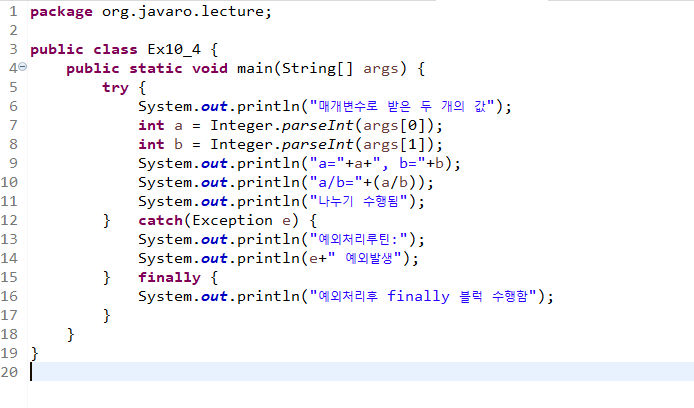 1 package org.javaro.lecture;
2
3 public class Ex10_4 {
4     public static void main(String[] args) {
5         try {
6             System.out.println("매개변수로 받은 두 개의 값");
7             int a = Integer.parseInt(args[0]);
8             int b = Integer.parseInt(args[1]);
9             System.out.println("a="+a+", b="+b);
10             System.out.println("a/b="+(a/b));
11             System.out.println("나누기 수행됨");
12         }   catch(Exception e) {
13             System.out.println("예외처리루틴:");
14             System.out.println(e+" 예외발생");
15         }   finally {
16             System.out.println("예외처리후 finally 블럭 수행함");
17         }
18     }
19 }
20